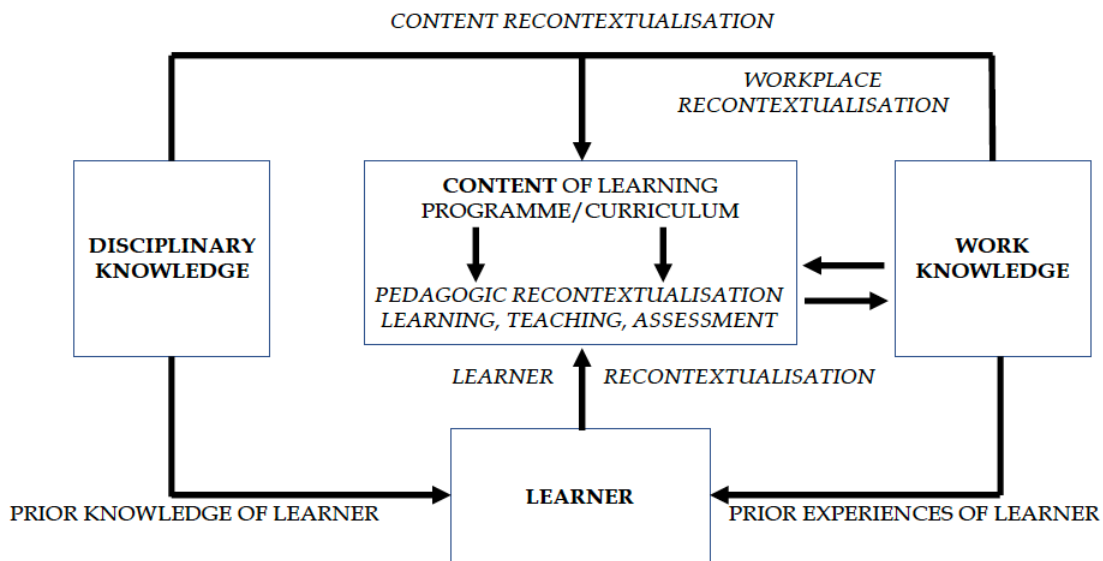 CONTENT RECONTEXTUALISATION
WORKPLACE
RECONTEXTUALISATION
CONTENT OF LEARNING
PROGRAMME/CURRICULUM
DISCIPLINARY
KNOWLEDGE
WORK
KNOWLEDGE
PEDAGOGIC RECONTEXTUALISATION
LEARNING, TEACHING, ASSESSMENT
LEARNER RECONTEXTUALISATION
LEARNER
PRIOR KNOWLEDGE OF LEARNER
PRIOR EXPERIENCES OF LEARNER